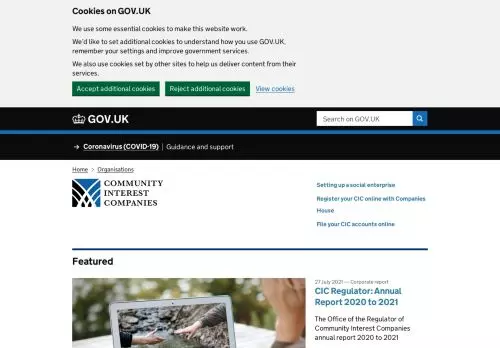 Cookies on GOV.UK
We use some essential cookies to make this website work.
We'd like to set additional cookies to understand how you use GOV.UK,
remember your settings and improve government services.
We also use cookies set by other sites to help us deliver content from their
services.
Accept additional cookies
Reject additional cookies
View cookies
GOV.UK
Search on GOV.UK
→ Coronavirus (COVID-19) | Guidance and support
Home > Organisations
COMMUNITY
INTEREST
COMPANIES
Setting up a social enterprise
Register your CIC online with Companies
House
File your CIC accounts online
Featured
27 July 2021 — Corporate report
CIC Regulator: Annual
Report 2020 to 2021
The Office of the Regulator of
Community Interest Companies
annual report 2020 to 2021